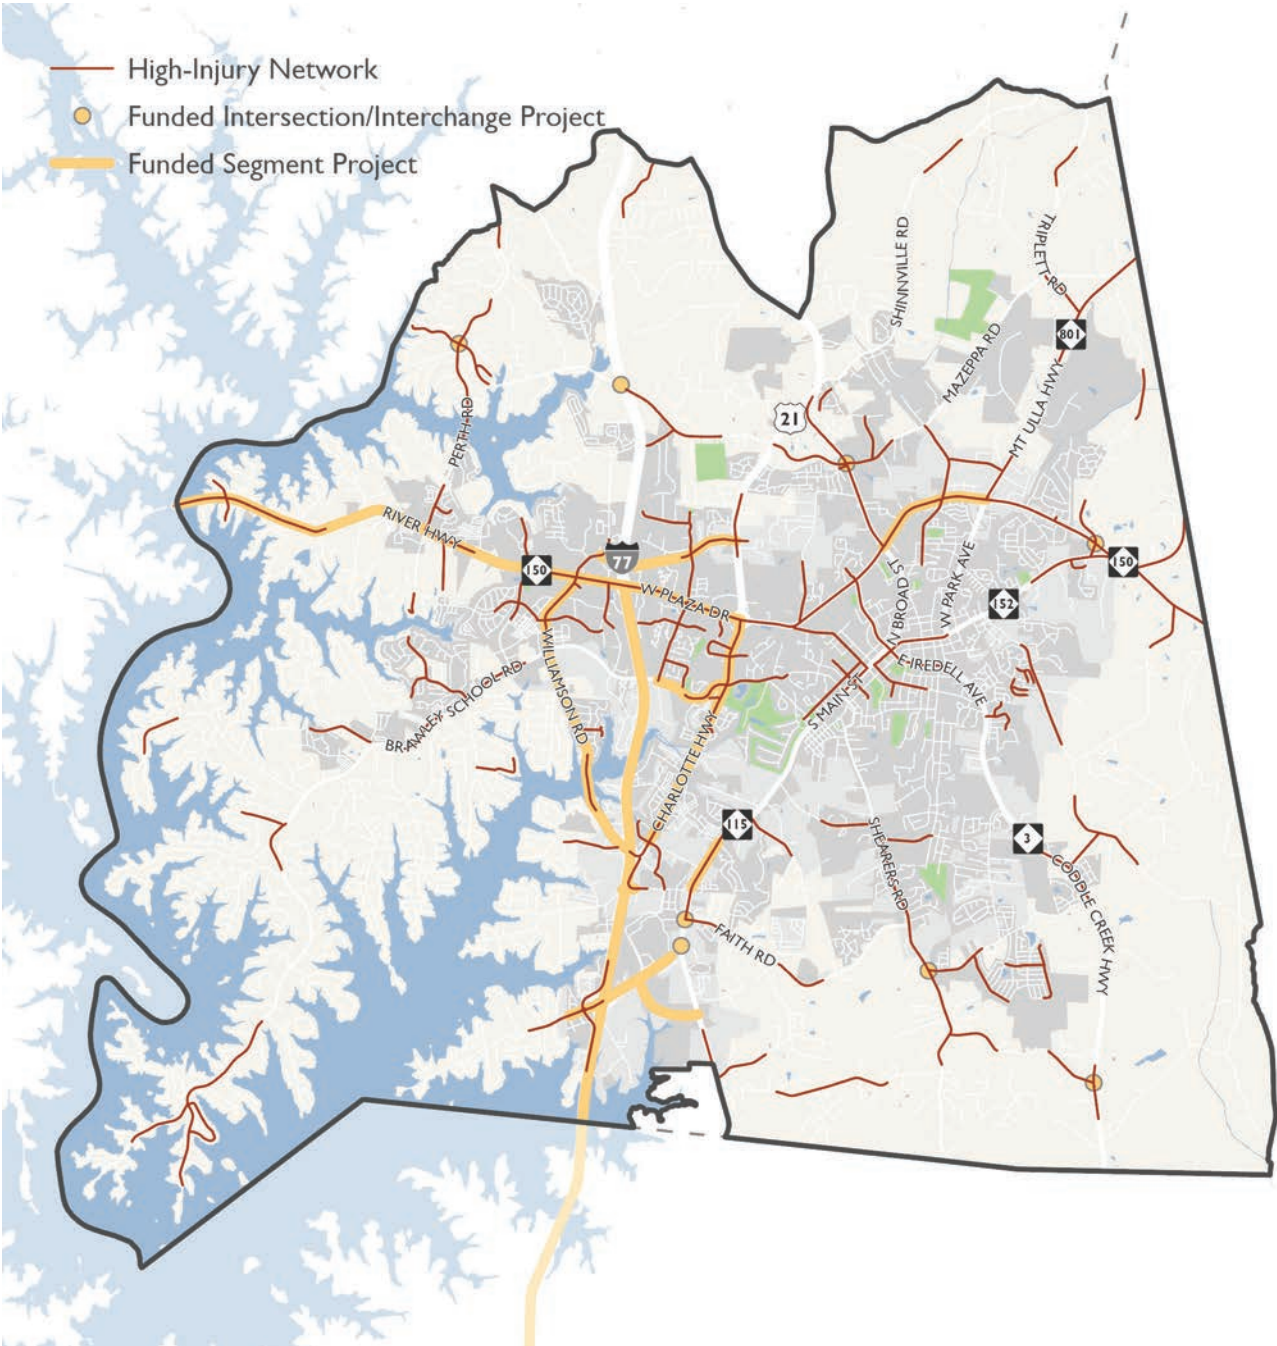 High-Injury Network
Funded Intersection/Interchange Project
Funded Segment Project
SHINNVILLE RD
TRIPLETT RD
801
MAZEPPA RD
21
MT ULLA HWY
PERTH RD
RIVER HWY
77
150
150
W PLAZA DR
N BROAD ST
W PARK AVE
152
WILLIAMSON RD
BRAWLEY SCHOOL RD
E IREDELL AVE
S MAIN ST
CHARLOTTE HWY
115
SHEARERS RD
3
CODDLE CREEK HWY
FAITH RD